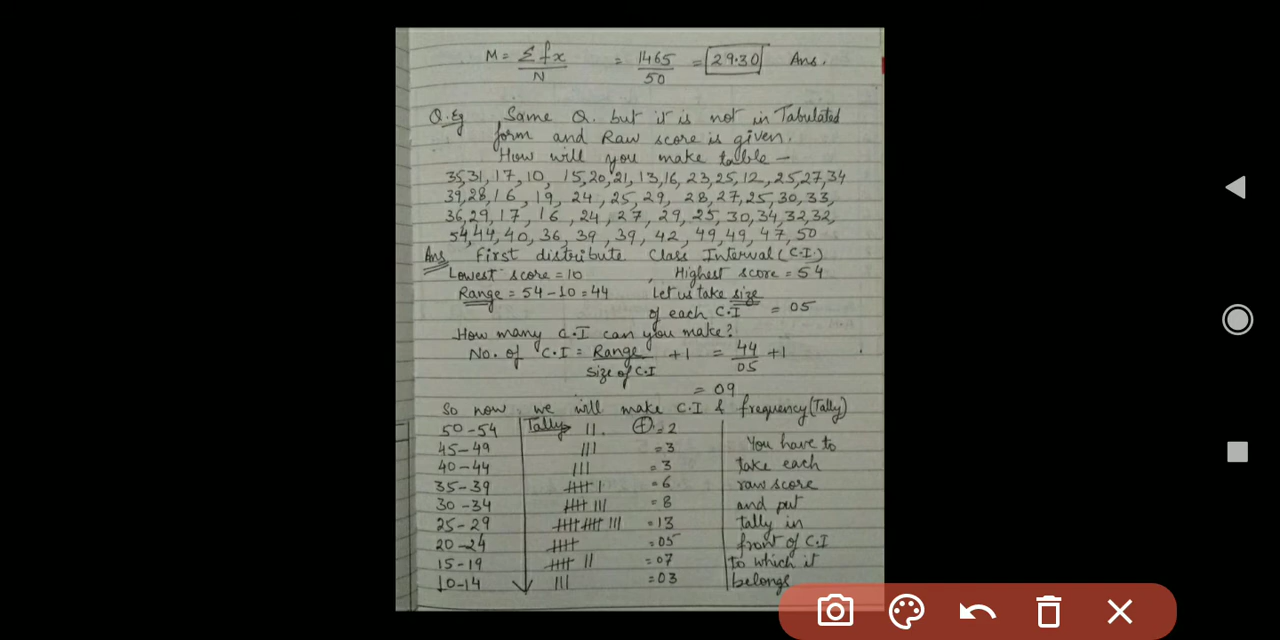 M = Σfx / N = 1465 / 50 = 29.30 Ans.
Q.Eg Same Q. but it is not in Tabulated
form and Raw score is given.
How will you make table —
35,31,17,10, 15,20,21,13,16,23,25,12,25,27,34
39,28,16, 19, 24, 25, 29, 28,27,25,30,33,
36,29,17, 16, 24, 27, 29, 25, 30,34,32,32,
54,44,40, 36, 39, 39, 42, 49,49, 47, 50
Ans First distribute Class Interval (C.I.)
Lowest score = 10, Highest score = 54
Range = 54-10 = 44 Let us take size
of each C.I = 05
How many C.I can you make?
No. of C.I = Range / Size of C.I + 1 = 44 / 05 + 1
= 09
So now, we will make C.I & frequency (Tally)
50-54 Tally → || . f = 2
45-49 ||| = 3 You have to
40-44 ||| = 3 take each
35-39 卌 | = 6 raw score
30-34 卌 ||| = 8 and put
25-29 卌 卌 ||| = 13 tally in
20-24 卌 = 05 front of C.I
15-19 卌 || = 07 to which it
10-14 ||| = 03 belongs